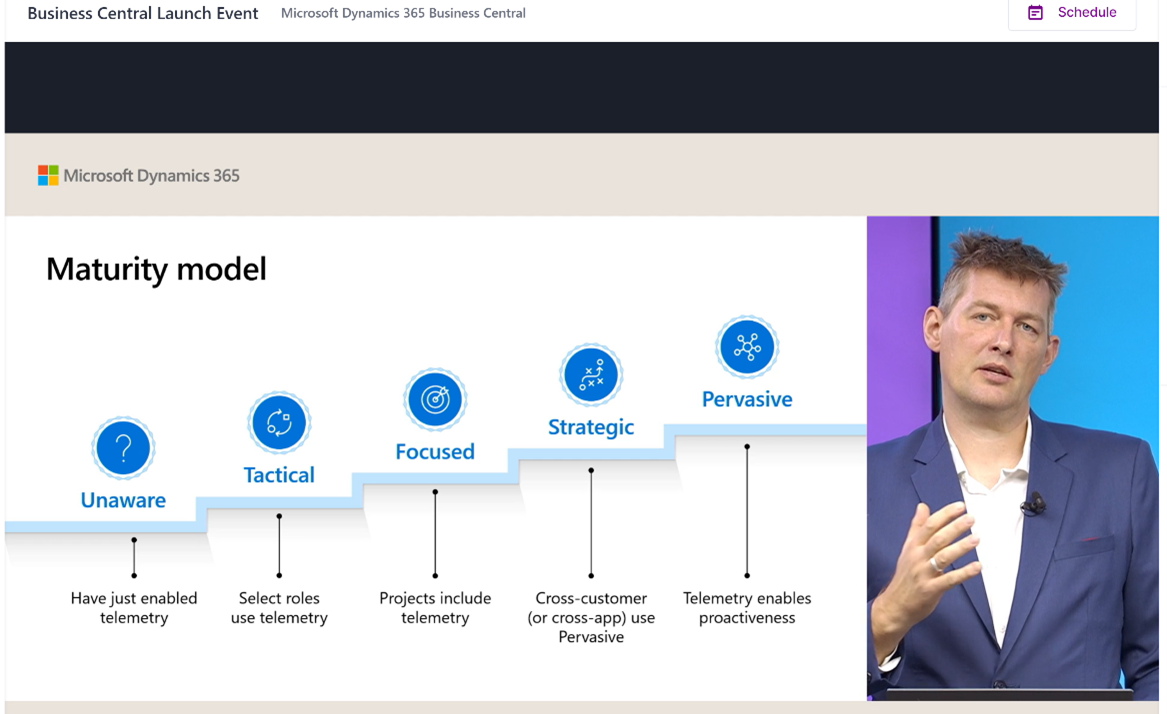 Business Central Launch Event Microsoft Dynamics 365 Business Central Schedule
Microsoft Dynamics 365
Maturity model
Pervasive
Strategic
Focused
Tactical
Unaware
Have just enabled
telemetry
Select roles
use telemetry
Projects include
telemetry
Cross-customer
(or cross-app) use
Pervasive
Telemetry enables
proactiveness